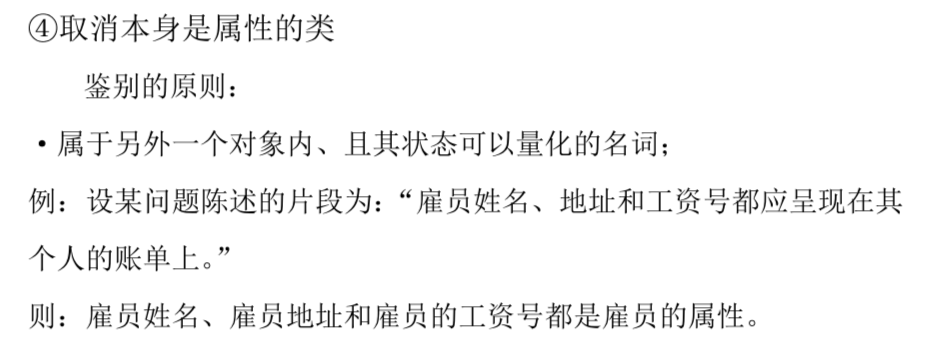 ④取消本身是属性的类
鉴别的原则：
·属于另外一个对象内、且其状态可以量化的名词；
例：设某问题陈述的片段为：“雇员姓名、地址和工资号都应呈现在其
个人的账单上。”
则：雇员姓名、雇员地址和雇员的工资号都是雇员的属性。